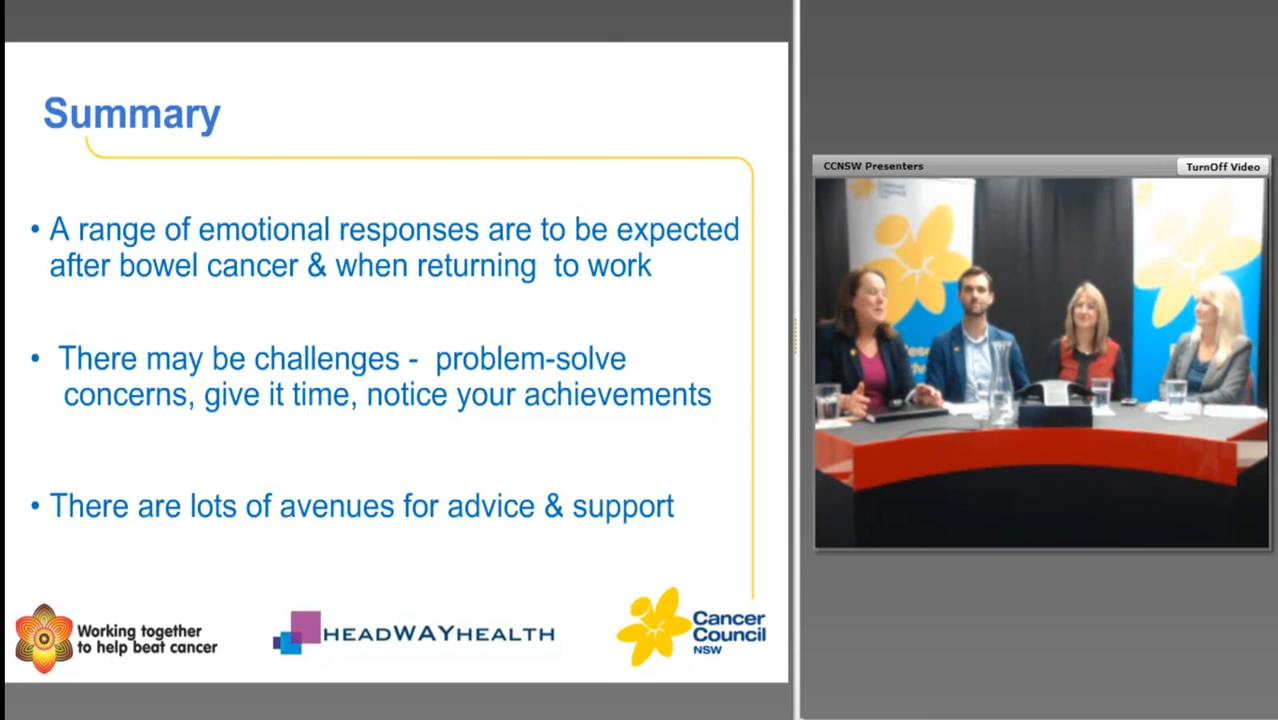 Summary
• A range of emotional responses are to be expected
after bowel cancer & when returning to work
• There may be challenges - problem-solve
concerns, give it time, notice your achievements
• There are lots of avenues for advice & support
Working together
to help beat cancer
HEADWAYHEALTH
Cancer
Council
NSW
CCNSW Presenters
TurnOff Video
Council